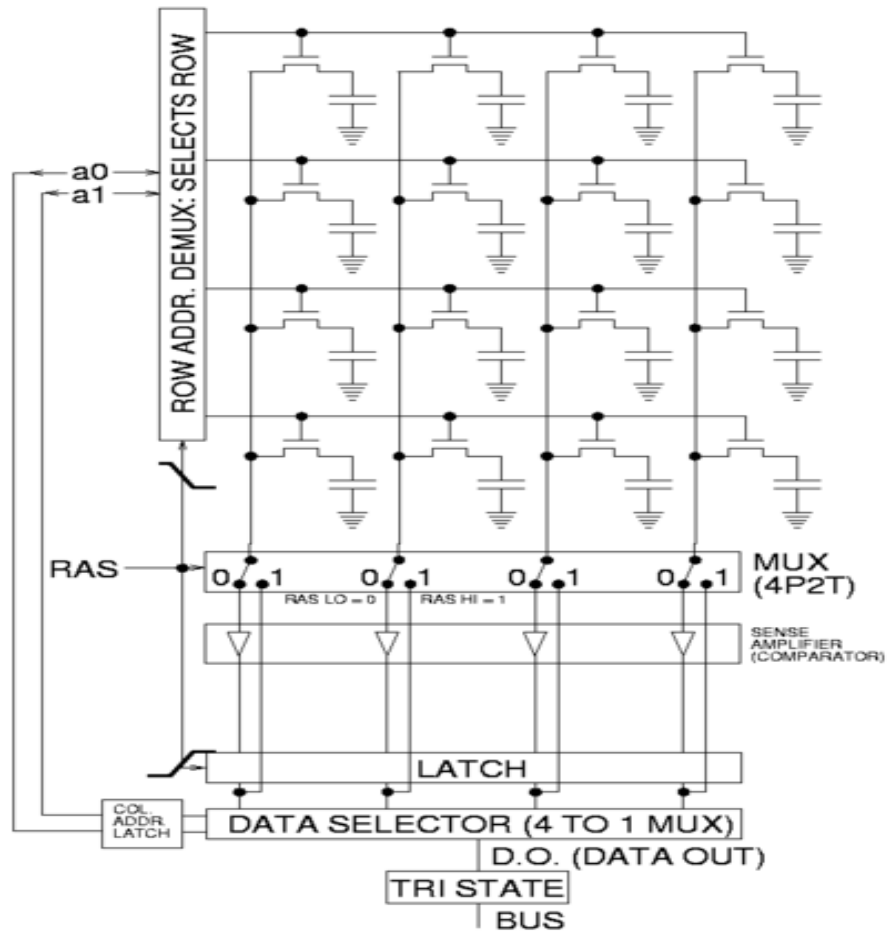 ROW ADDR. DEMUX: SELECTS ROW
a0
a1
RAS
0 1
0 1
0 1
0 1
RAS LO = 0
RAS HI = 1
MUX
(4P2T)
SENSE
AMPLIFIER
(COMPARATOR)
LATCH
COL.
ADDR.
LATCH
DATA SELECTOR (4 TO 1 MUX)
D.O. (DATA OUT)
TRI STATE
BUS